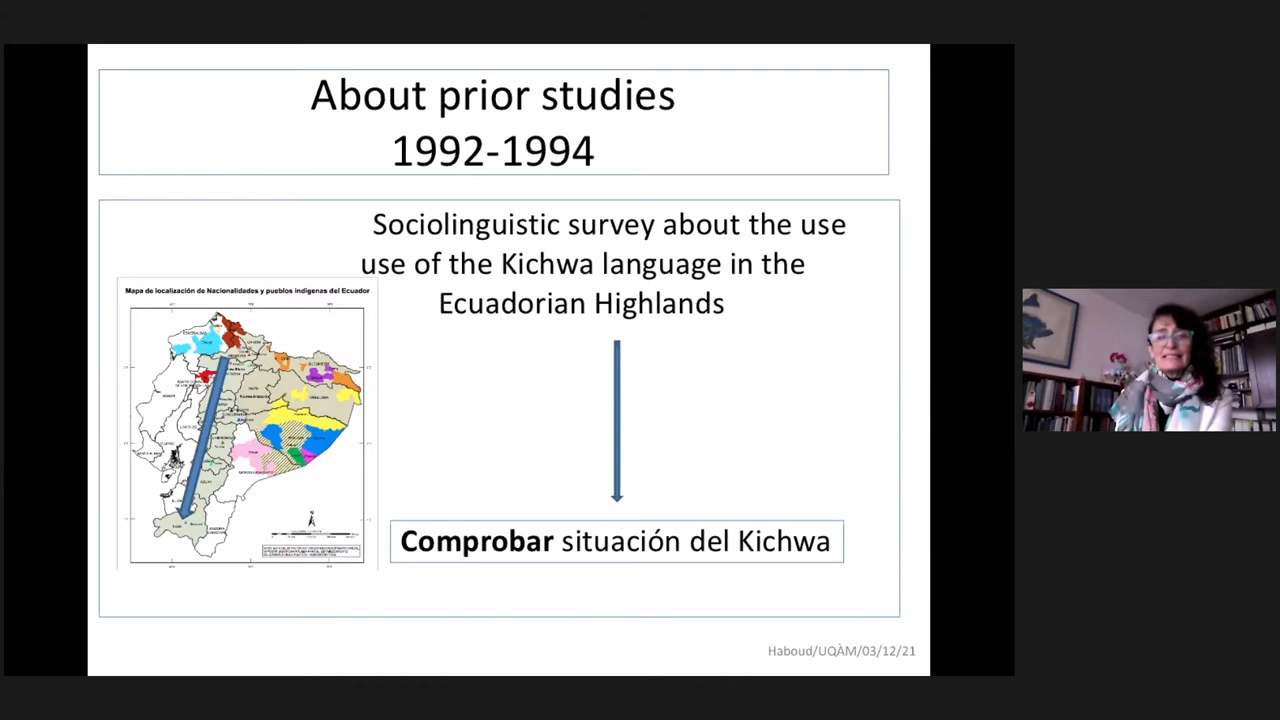 About prior studies
1992-1994
Sociolinguistic survey about the use
use of the Kichwa language in the
Ecuadorian Highlands
Mapa de localización de Nacionalidades y pueblos indígenas del Ecuador
Comprobar situación del Kichwa
Haboud/UQÀM/03/12/21